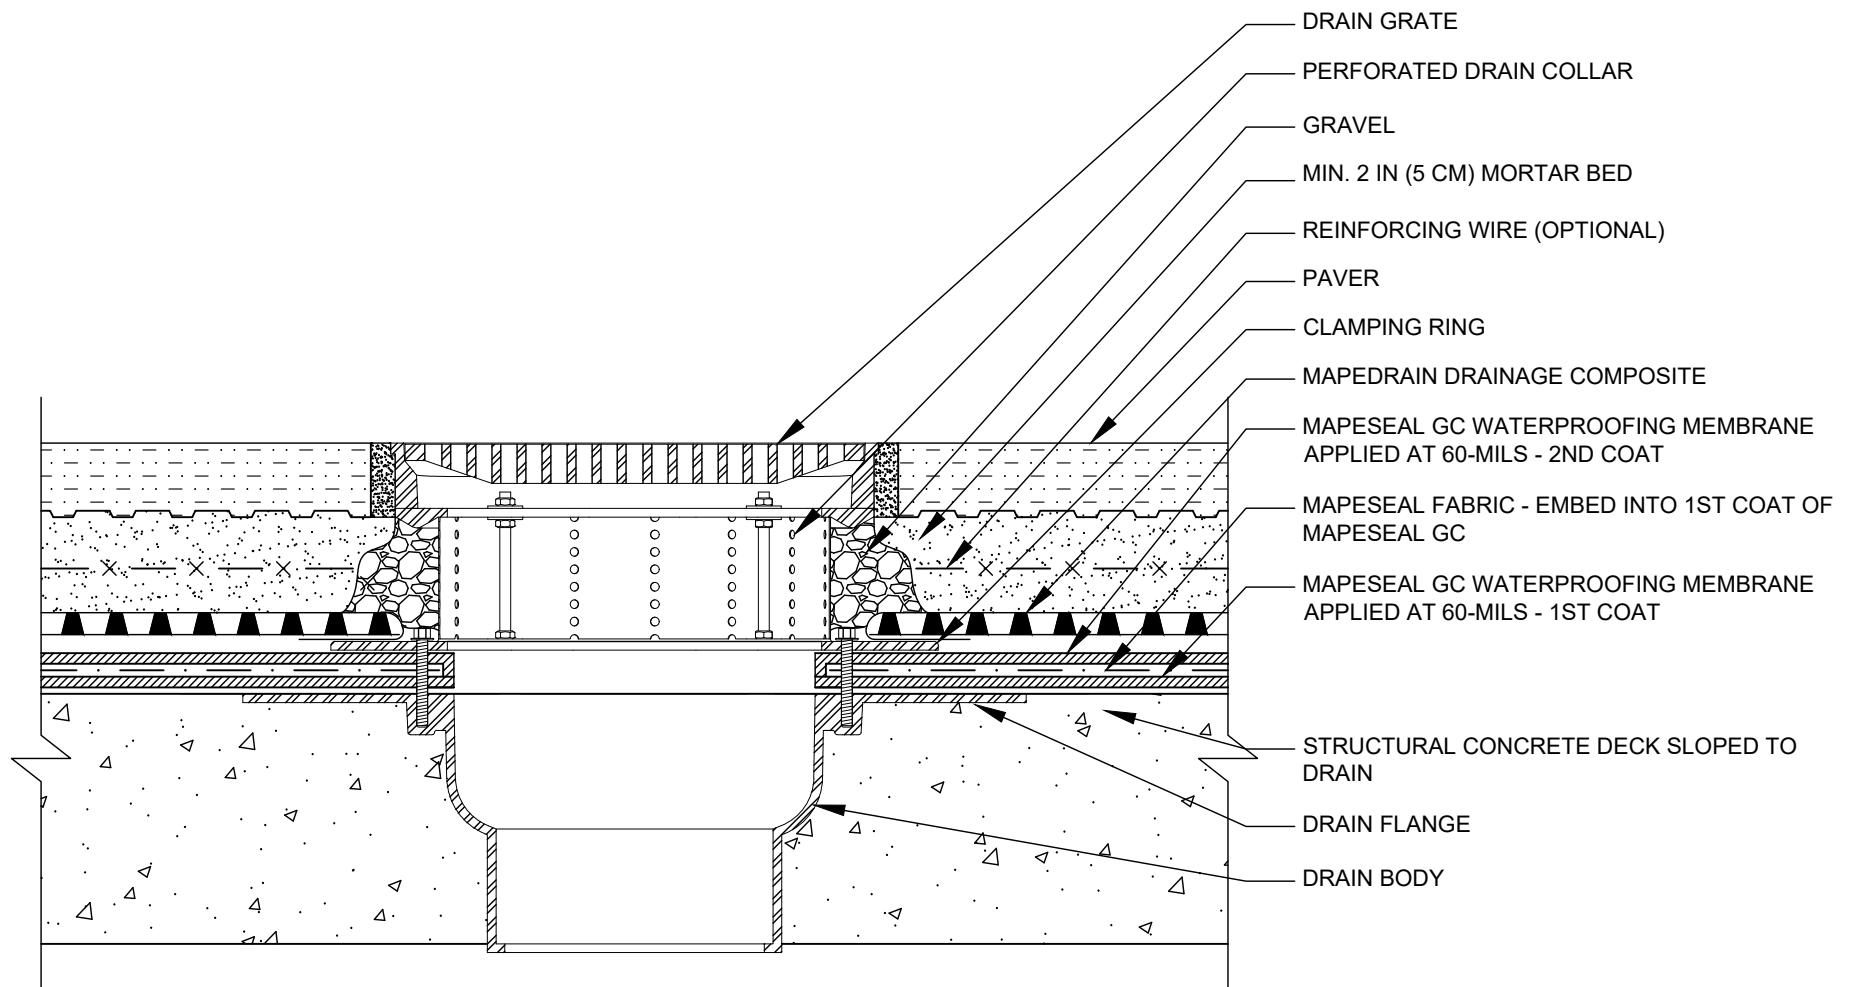 DRAIN GRATE
PERFORATED DRAIN COLLAR
GRAVEL
MIN. 2 IN (5 CM) MORTAR BED
REINFORCING WIRE (OPTIONAL)
PAVER
CLAMPING RING
MAPEDRAIN DRAINAGE COMPOSITE
MAPESEAL GC WATERPROOFING MEMBRANE
APPLIED AT 60-MILS - 2ND COAT
MAPESEAL FABRIC - EMBED INTO 1ST COAT OF
MAPESEAL GC
MAPESEAL GC WATERPROOFING MEMBRANE
APPLIED AT 60-MILS - 1ST COAT
STRUCTURAL CONCRETE DECK SLOPED TO
DRAIN
DRAIN FLANGE
DRAIN BODY